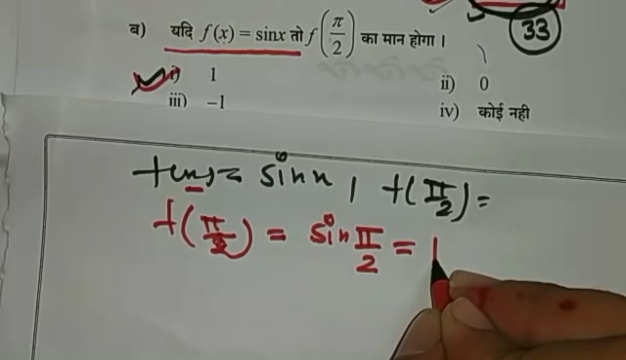 ब) यदि f(x) = sinx तो f(π/2) का मान होगा । 33
i) 1 ii) 0
iii) −1 iv) कोई नही
f(x) = sinx , f(π/2) =
f(π/2) = sin π/2 = 1